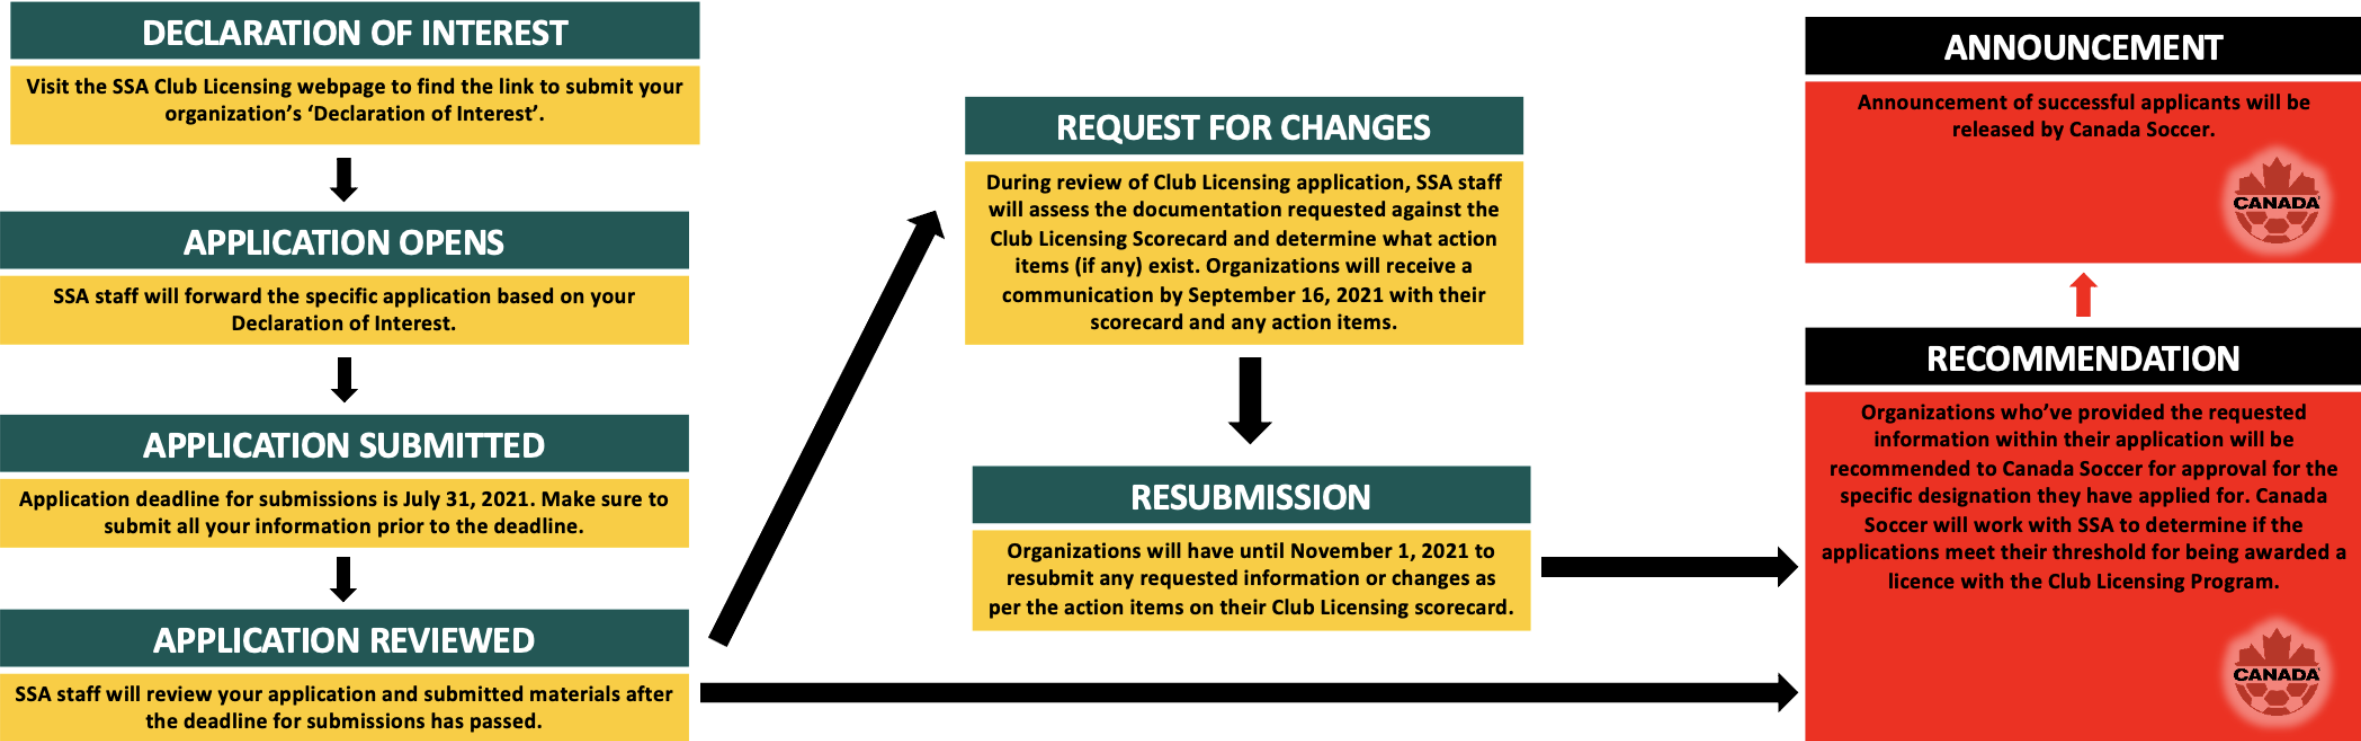 DECLARATION OF INTEREST
Visit the SSA Club Licensing webpage to find the link to submit your
organization's 'Declaration of Interest'.
APPLICATION OPENS
SSA staff will forward the specific application based on your
Declaration of Interest.
APPLICATION SUBMITTED
Application deadline for submissions is July 31, 2021. Make sure to
submit all your information prior to the deadline.
APPLICATION REVIEWED
SSA staff will review your application and submitted materials after
the deadline for submissions has passed.
REQUEST FOR CHANGES
During review of Club Licensing application, SSA staff
will assess the documentation requested against the
Club Licensing Scorecard and determine what action
items (if any) exist. Organizations will receive a
communication by September 16, 2021 with their
scorecard and any action items.
RESUBMISSION
Organizations will have until November 1, 2021 to
resubmit any requested information or changes as
per the action items on their Club Licensing scorecard.
RECOMMENDATION
Organizations who've provided the requested
information within their application will be
recommended to Canada Soccer for approval for the
specific designation they have applied for. Canada
Soccer will work with SSA to determine if the
applications meet their threshold for being awarded a
licence with the Club Licensing Program.
CANADA
ANNOUNCEMENT
Announcement of successful applicants will be
released by Canada Soccer.
CANADA